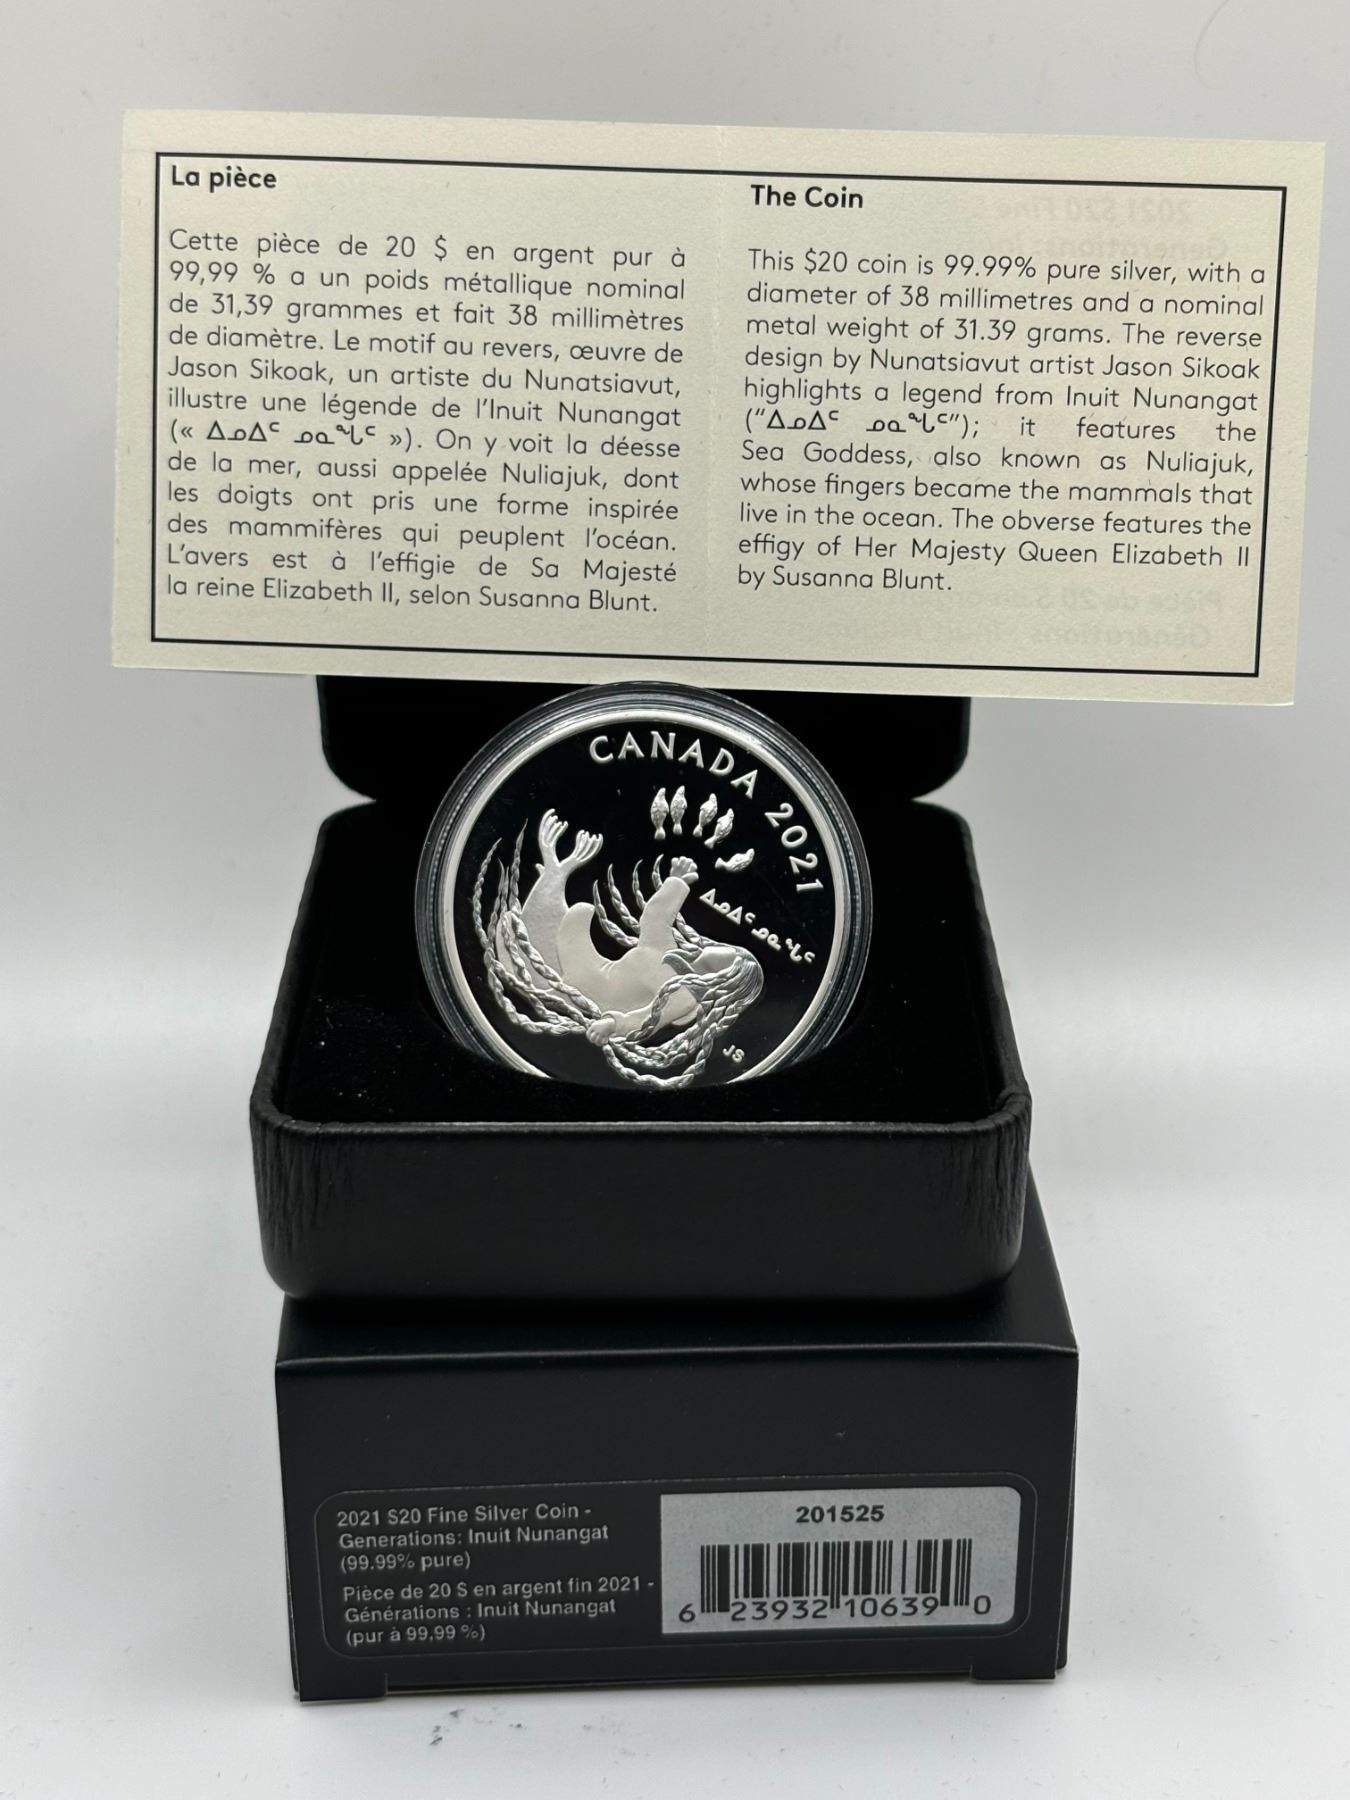 La pièce
Cette pièce de 20 $ en argent pur à
99,99 % a un poids métallique nominal
de 31,39 grammes et fait 38 millimètres
de diamètre. Le motif au revers, œuvre de
Jason Sikoak, un artiste du Nunatsiavut,
illustre une légende de l'Inuit Nunangat
(« ᐃᓄᐃᑦ ᓄᓇᖓᑦ »). On y voit la déesse
de la mer, aussi appelée Nuliajuk, dont
les doigts ont pris une forme inspirée
des mammifères qui peuplent l'océan.
L'avers est à l'effigie de Sa Majesté
la reine Elizabeth II, selon Susanna Blunt.
The Coin
This $20 coin is 99.99% pure silver, with a
diameter of 38 millimetres and a nominal
metal weight of 31.39 grams. The reverse
design by Nunatsiavut artist Jason Sikoak
highlights a legend from Inuit Nunangat
("ᐃᓄᐃᑦ ᓄᓇᖓᑦ"); it features the
Sea Goddess, also known as Nuliajuk,
whose fingers became the mammals that
live in the ocean. The obverse features the
effigy of Her Majesty Queen Elizabeth II
by Susanna Blunt.
CANADA 2021
ᐃᓄᐃᑦ ᓄᓇᖓᑦ
JS
2021 $20 Fine Silver Coin -
Generations: Inuit Nunangat
(99.99% pure)
Pièce de 20 $ en argent fin 2021 -
Générations : Inuit Nunangat
(pur à 99,99 %)
201525
6 23932 10639 0